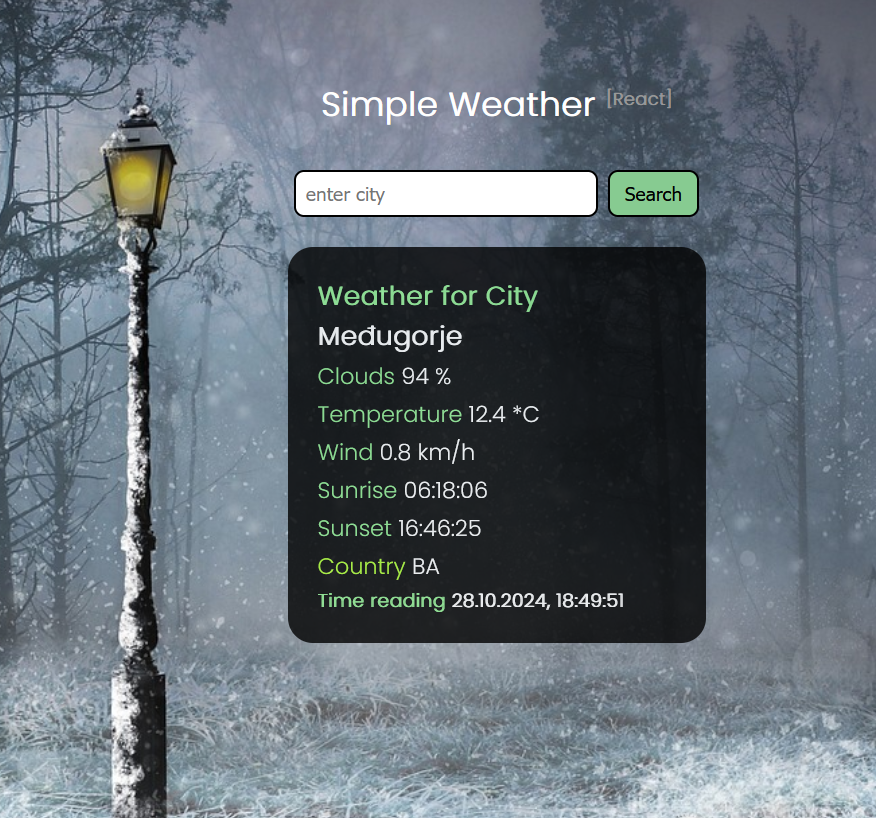 Simple Weather [React]
enter city Search
Weather for City
Međugorje
Clouds 94 %
Temperature 12.4 *C
Wind 0.8 km/h
Sunrise 06:18:06
Sunset 16:46:25
Country BA
Time reading 28.10.2024, 18:49:51